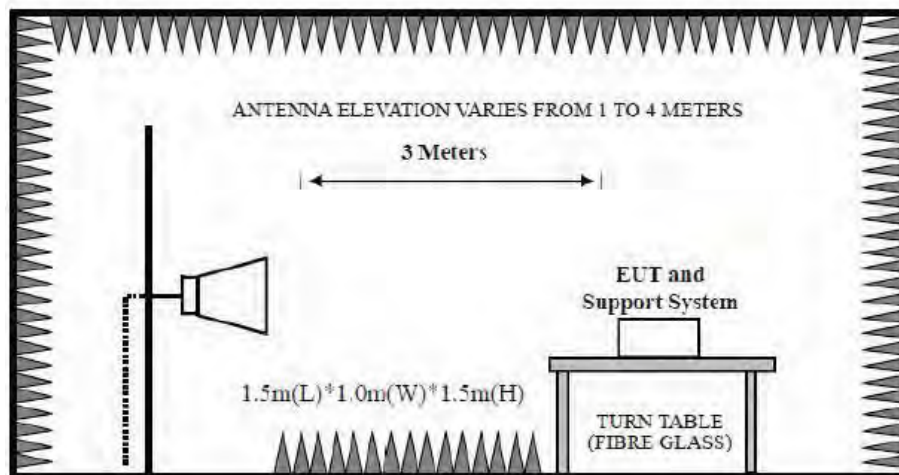 ANTENNA ELEVATION VARIES FROM 1 TO 4 METERS
3 Meters
EUT and
Support System
1.5m(L)*1.0m(W)*1.5m(H)
TURN TABLE
(FIBRE GLASS)